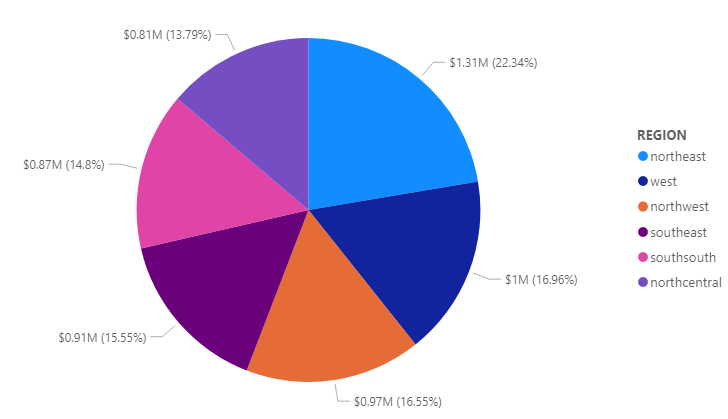 $0.81M (13.79%)
$1.31M (22.34%)
$0.87M (14.8%)
$1M (16.96%)
$0.91M (15.55%)
$0.97M (16.55%)
REGION
northeast
west
northwest
southeast
southsouth
northcentral